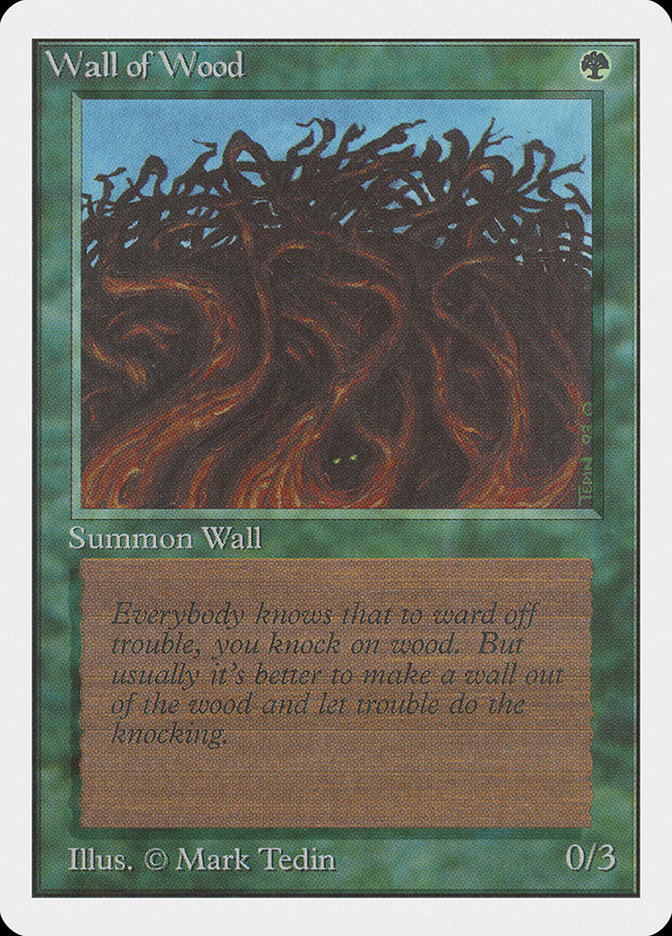 Wall of Wood
TEDIN 93 ©
Summon Wall
Everybody knows that to ward off
trouble, you knock on wood. But
usually it's better to make a wall out
of the wood and let trouble do the
knocking.
Illus. © Mark Tedin
0/3